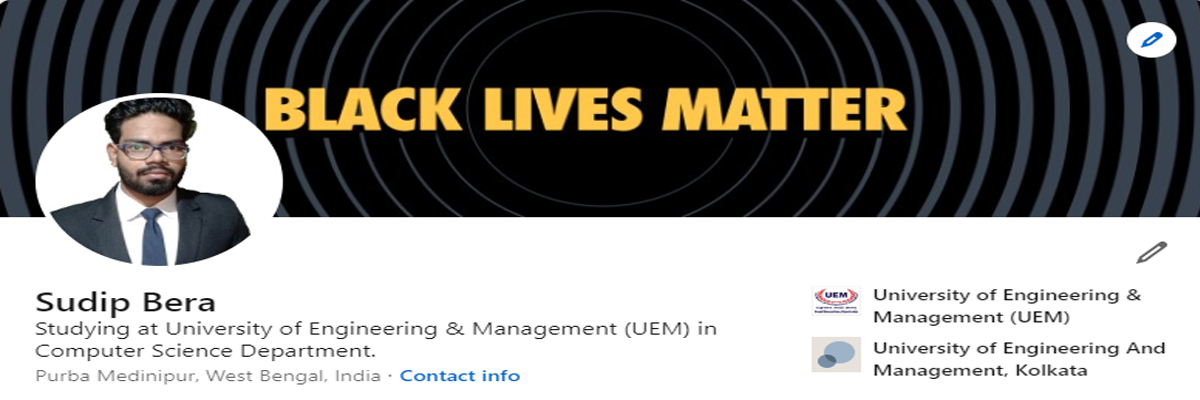 BLACK LIVES MATTER
Sudip Bera
Studying at University of Engineering & Management (UEM) in
Computer Science Department.
Purba Medinipur, West Bengal, India · Contact info
UEM
University of Engineering &
Management (UEM)
University of Engineering And
Management, Kolkata